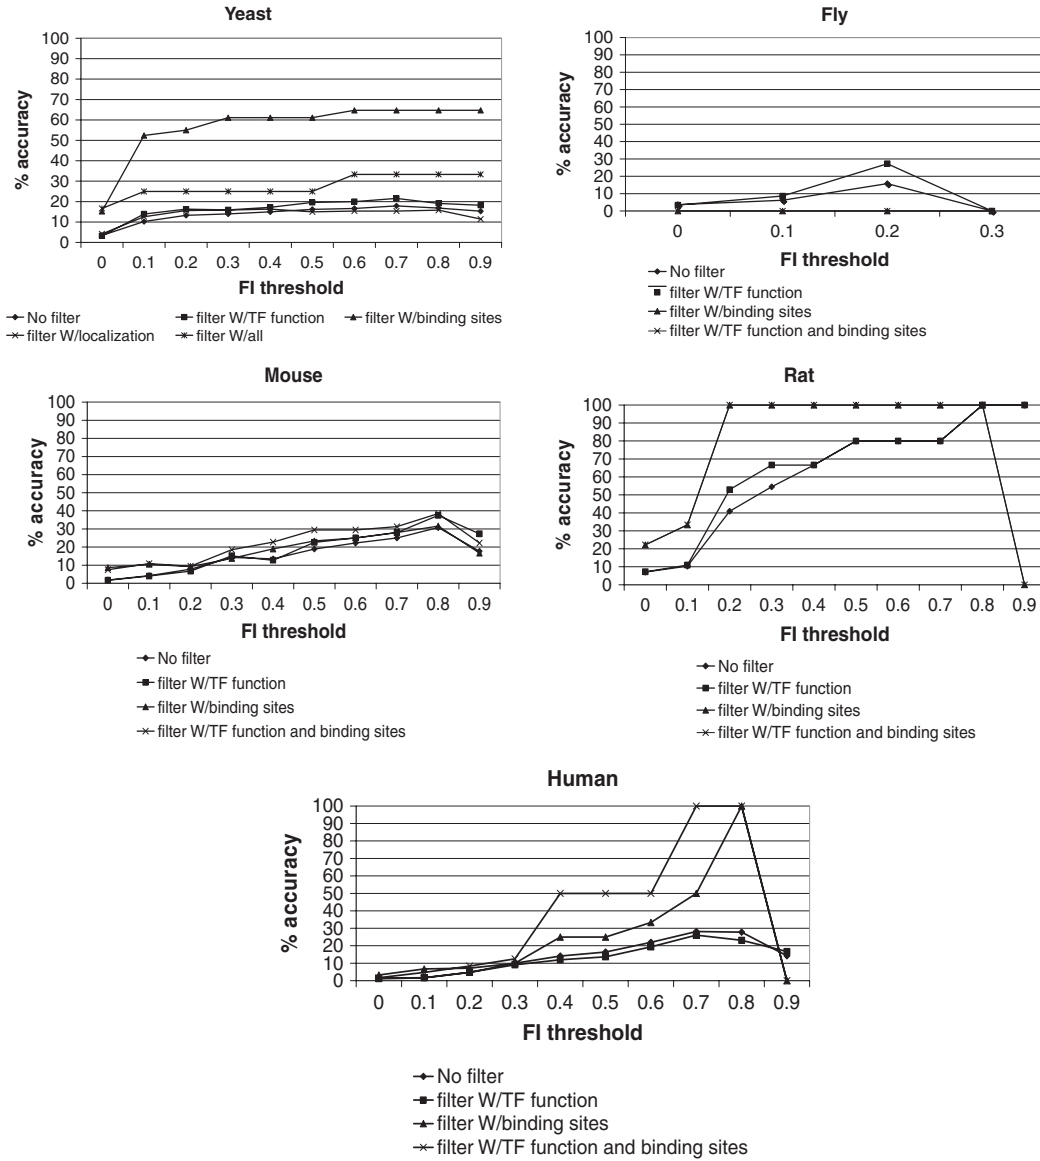 Yeast
% accuracy
100
90
80
70
60
50
40
30
20
10
0
0 0.1 0.2 0.3 0.4 0.5 0.6 0.7 0.8 0.9
FI threshold
No filter filter W/TF function filter W/binding sites
filter W/localization filter W/all
Fly
% accuracy
100
90
80
70
60
50
40
30
20
10
0
0 0.1 0.2 0.3
FI threshold
No filter
filter W/TF function
filter W/binding sites
filter W/TF function and binding sites
Mouse
% accuracy
100
90
80
70
60
50
40
30
20
10
0
0 0.1 0.2 0.3 0.4 0.5 0.6 0.7 0.8 0.9
FI threshold
No filter
filter W/TF function
filter W/binding sites
filter W/TF function and binding sites
Rat
% accuracy
100
90
80
70
60
50
40
30
20
10
0
0 0.1 0.2 0.3 0.4 0.5 0.6 0.7 0.8 0.9
FI threshold
No filter
filter W/TF function
filter W/binding sites
filter W/TF function and binding sites
Human
% accuracy
100
90
80
70
60
50
40
30
20
10
0
0 0.1 0.2 0.3 0.4 0.5 0.6 0.7 0.8 0.9
FI threshold
No filter
filter W/TF function
filter W/binding sites
filter W/TF function and binding sites